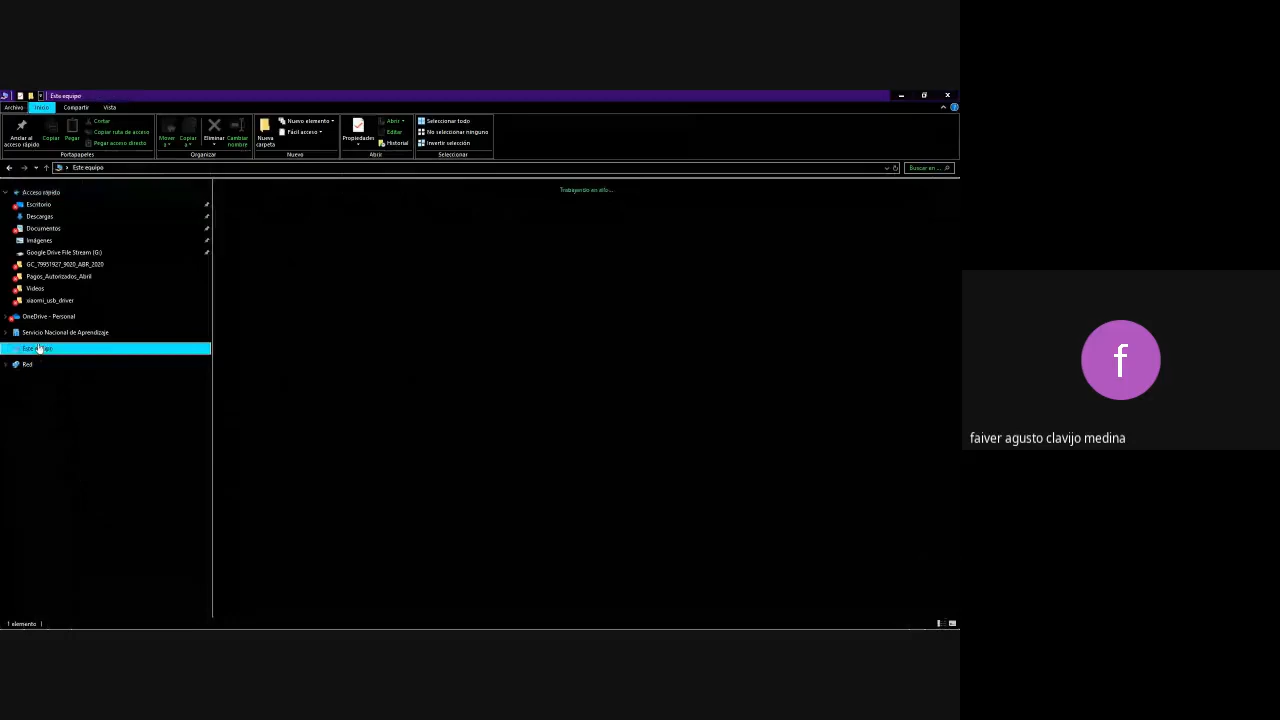 Este equipo
Archivo Inicio Compartir Vista
Anclar al acceso rápido
Copiar
Pegar
Cortar
Copiar ruta de acceso
Pegar acceso directo
Portapapeles
Mover a
Copiar a
Eliminar
Cambiar nombre
Organizar
Nueva carpeta
Nuevo elemento
Fácil acceso
Nuevo
Propiedades
Abrir
Editar
Historial
Abrir
Seleccionar todo
No seleccionar ninguno
Invertir selección
Seleccionar
Este equipo
Buscar en ...
Acceso rápido
Escritorio
Descargas
Documentos
Imágenes
Google Drive File Stream (G:)
GC_79951927_9020_ABR_2020
Pagos_Autorizados_Abril
Videos
xiaomi_usb_driver
OneDrive - Personal
Servicio Nacional de Aprendizaje
Este equipo
Red
Trabajando en ello...
1 elemento
f
faiver agusto clavijo medina